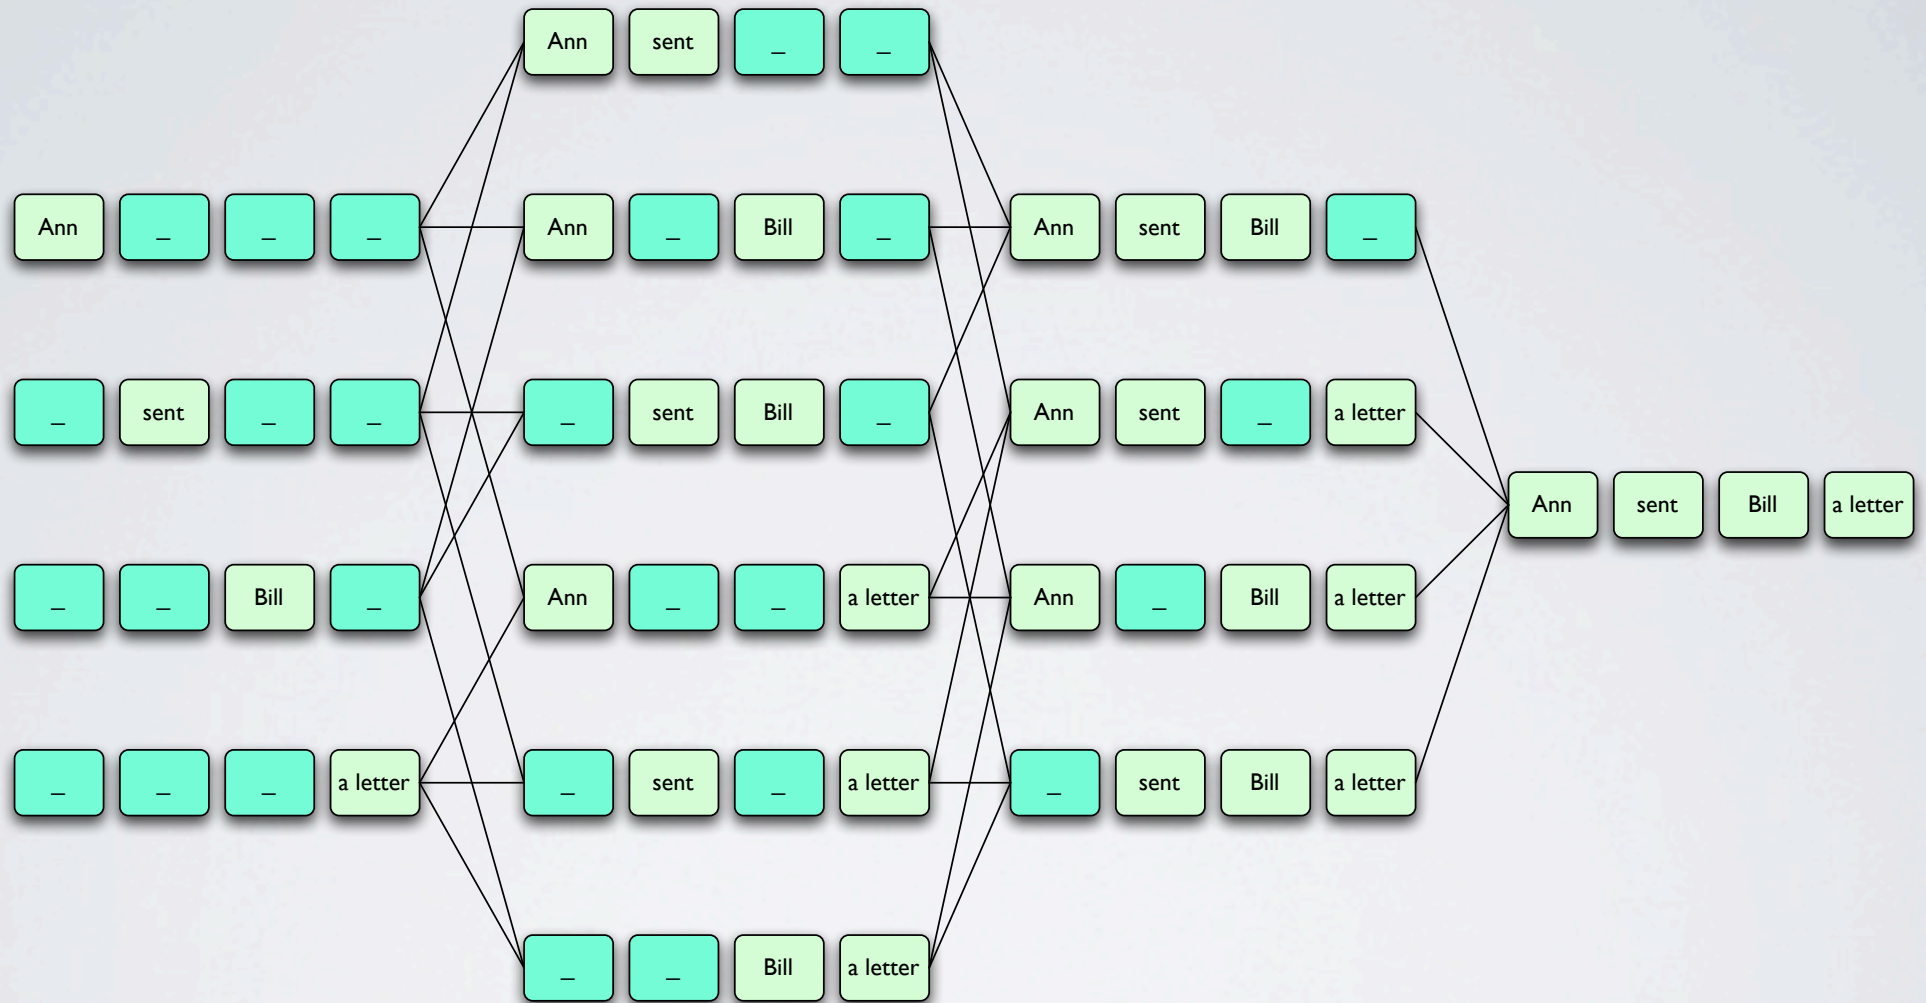 Ann sent _ _
Ann _ _ _
Ann _ Bill _
Ann sent Bill _
_ sent _ _
_ sent Bill _
Ann sent _ a letter
Ann sent Bill a letter
_ _ Bill _
Ann _ _ a letter
Ann _ Bill a letter
_ _ _ a letter
_ sent _ a letter
_ sent Bill a letter
_ _ Bill a letter